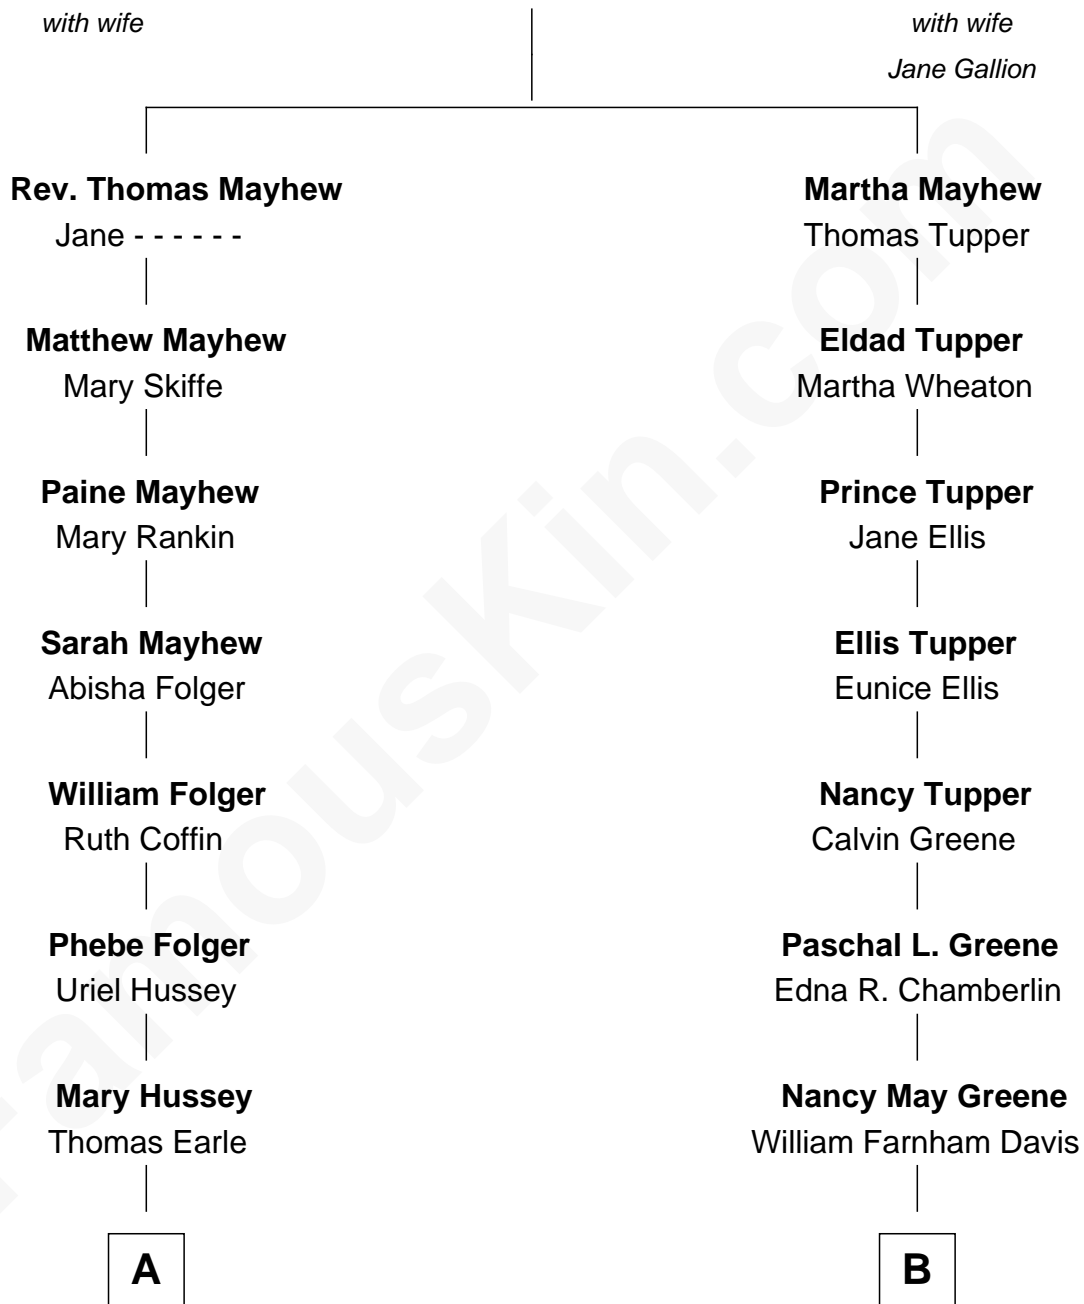 with wife
with wife
Jane Gallion
Rev. Thomas Mayhew
Jane - - - - - -
Martha Mayhew
Thomas Tupper
Matthew Mayhew
Mary Skiffe
Eldad Tupper
Martha Wheaton
Paine Mayhew
Mary Rankin
Prince Tupper
Jane Ellis
Sarah Mayhew
Abisha Folger
Ellis Tupper
Eunice Ellis
William Folger
Ruth Coffin
Nancy Tupper
Calvin Greene
Phebe Folger
Uriel Hussey
Paschal L. Greene
Edna R. Chamberlin
Mary Hussey
Thomas Earle
Nancy May Greene
William Farnham Davis
A
B
FamousKin.com